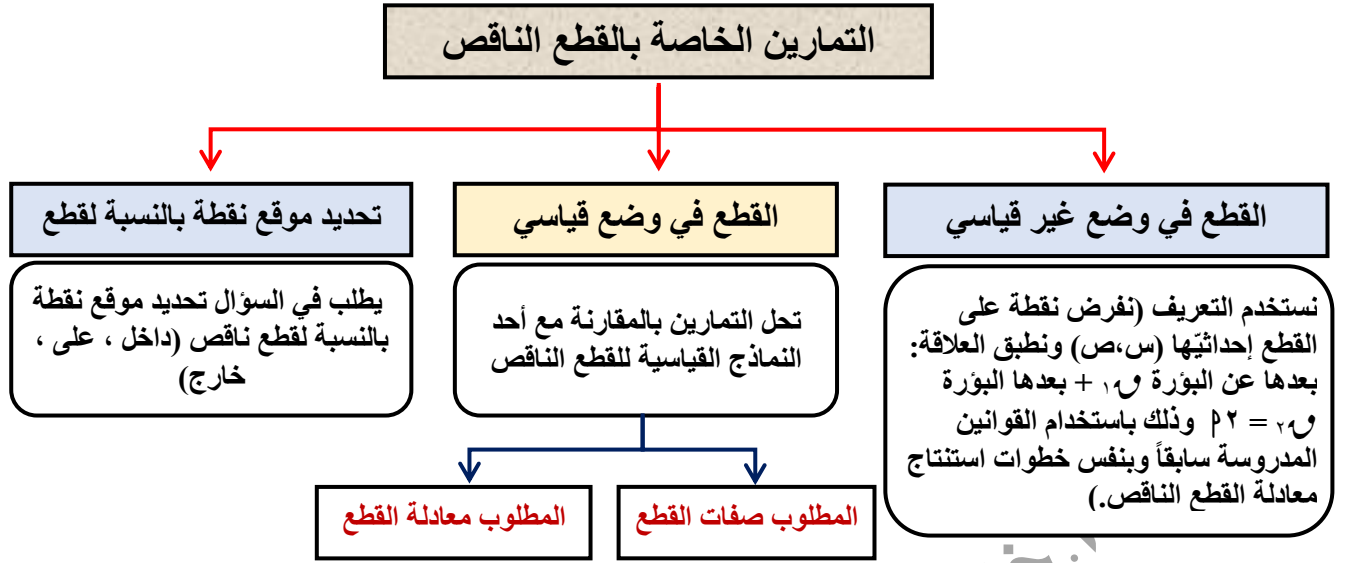 التمارين الخاصة بالقطع الناقص
القطع في وضع غير قياسي
نستخدم التعريف (نفرض نقطة على
القطع إحداثيّها (س،ص) ونطبق العلاقة:
بعدها عن البؤرة ق١ + بعدها البؤرة
ق٢ = ٢أ وذلك باستخدام القوانين
المدروسة سابقاً وبنفس خطوات استنتاج
معادلة القطع الناقص.)
القطع في وضع قياسي
تحل التمارين بالمقارنة مع أحد
النماذج القياسية للقطع الناقص
المطلوب صفات القطع
المطلوب معادلة القطع
تحديد موقع نقطة بالنسبة لقطع
يطلب في السؤال تحديد موقع نقطة
بالنسبة لقطع ناقص (داخل ، على ،
خارج)